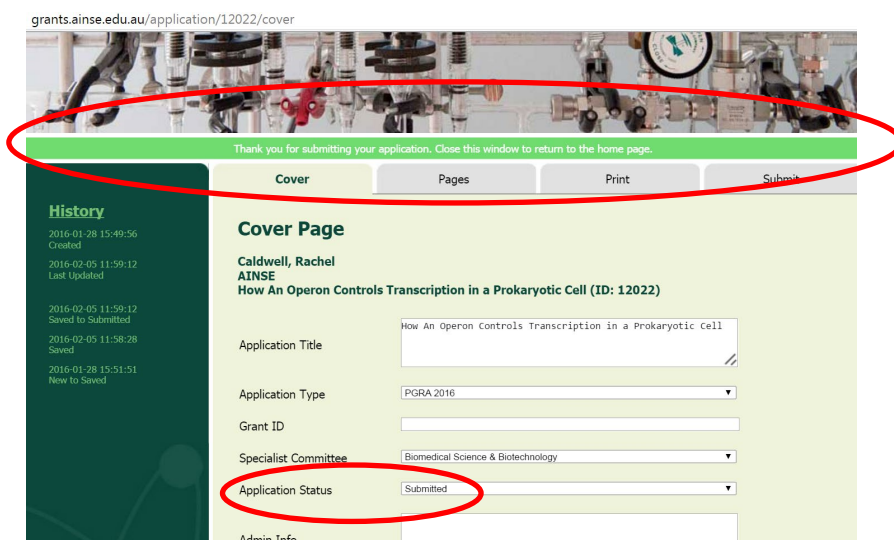 grants.ainse.edu.au/application/12022/cover
Thank you for submitting your application. Close this window to return to the home page.
Cover Pages Print Submit
History
2016-01-28 15:49:56
Created
2016-02-05 11:59:12
Last Updated
2016-02-05 11:59:12
Saved to Submitted
2016-02-05 11:58:28
Saved
2016-01-28 15:51:51
New to Saved
Cover Page
Caldwell, Rachel
AINSE
How An Operon Controls Transcription in a Prokaryotic Cell (ID: 12022)
Application Title How An Operon Controls Transcription in a Prokaryotic Cell
Application Type PGRA 2016
Grant ID
Specialist Committee Biomedical Science & Biotechnology
Application Status Submitted
Admin Info